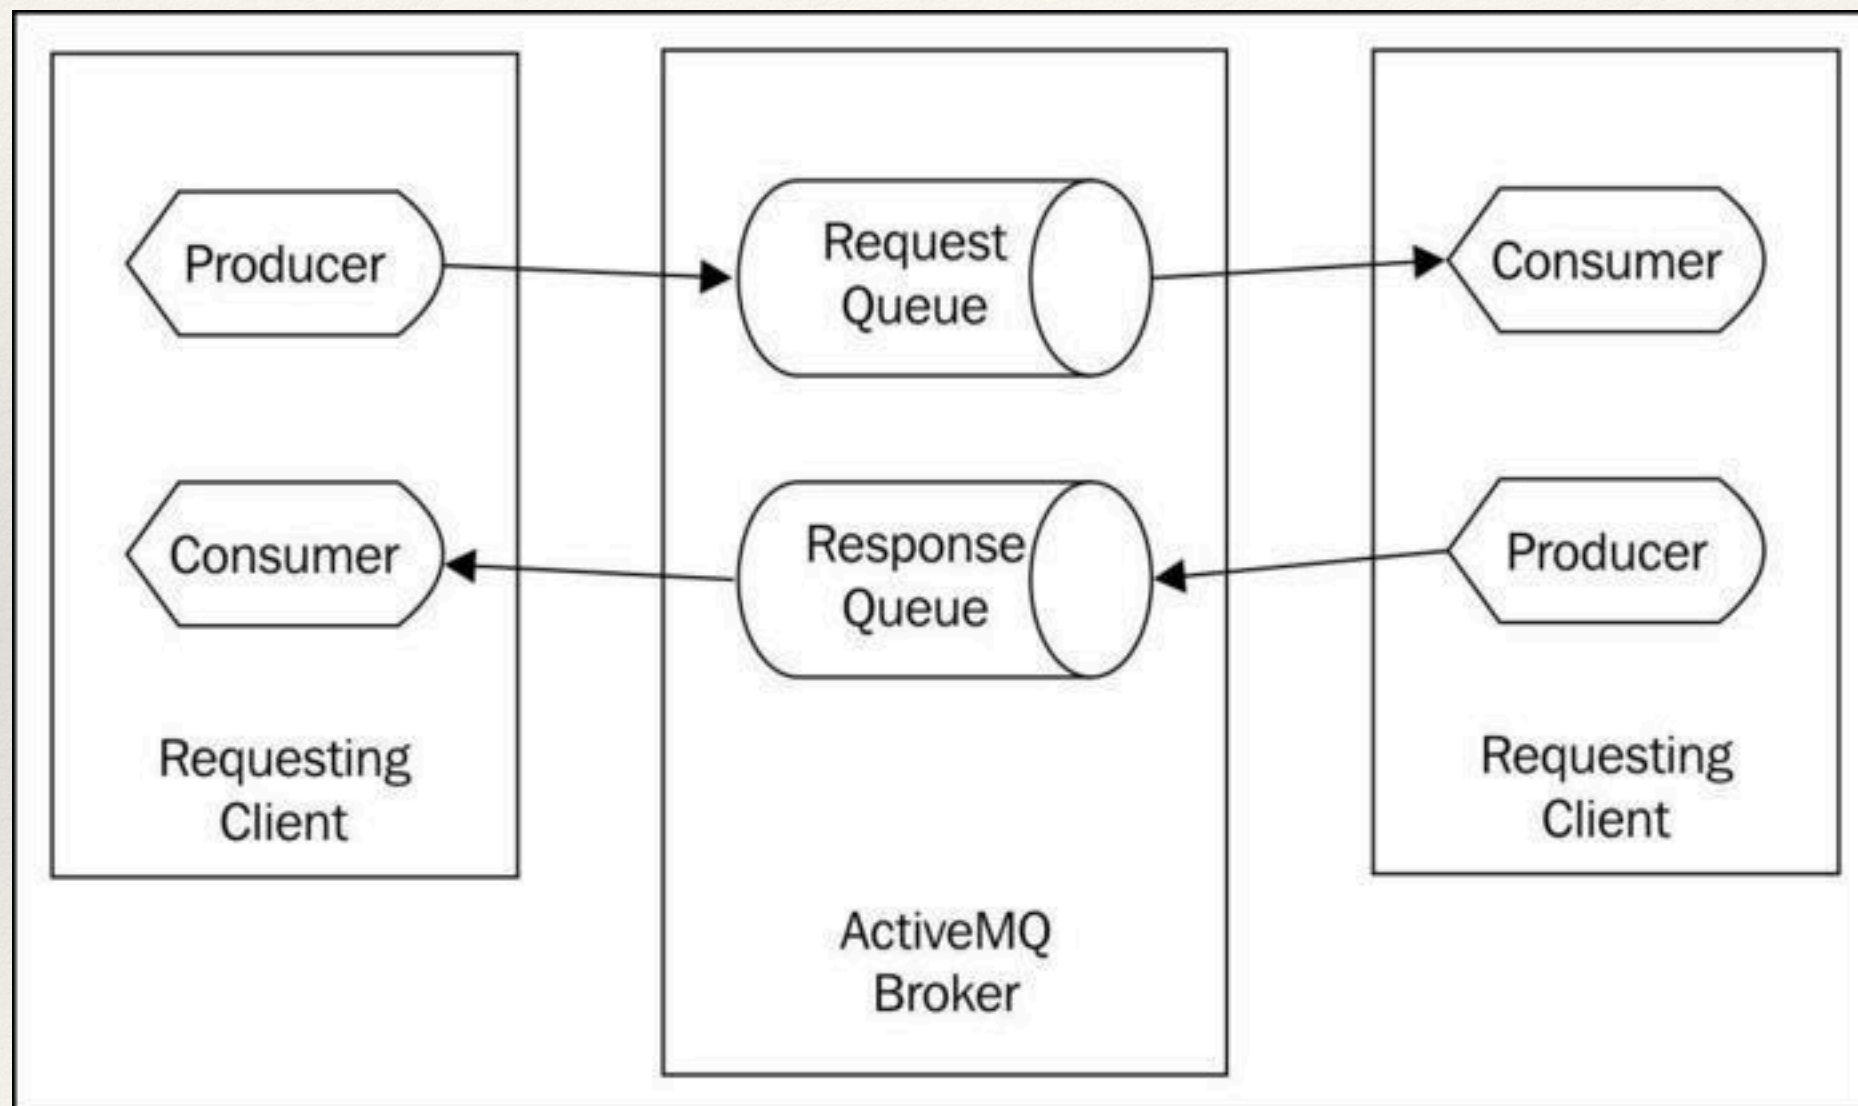 Producer
Request
Queue
Consumer
Consumer
Response
Queue
Producer
Requesting
Client
Requesting
Client
ActiveMQ
Broker